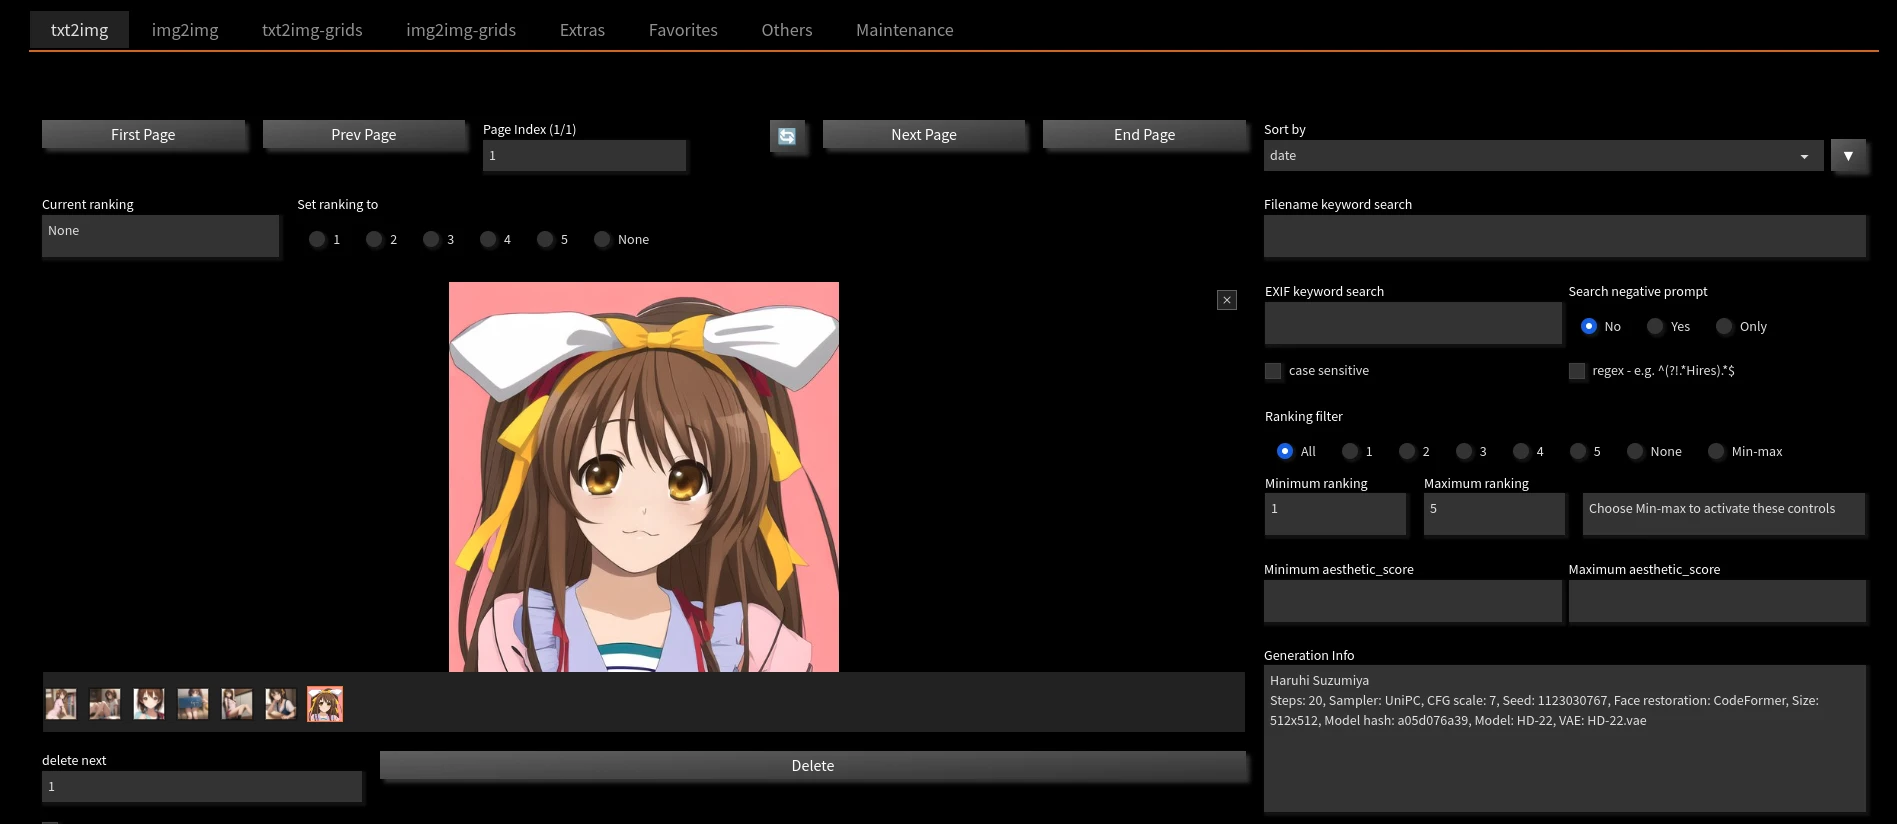 txt2img img2img txt2img-grids img2img-grids Extras Favorites Others Maintenance
First Page Prev Page Page Index (1/1) Next Page End Page Sort by
1 date
Current ranking Set ranking to Filename keyword search
None
1 2 3 4 5 None
EXIF keyword search Search negative prompt
No Yes Only
case sensitive regex - e.g. ^(?!.*Hires).*$
Ranking filter
All 1 2 3 4 5 None Min-max
Minimum ranking Maximum ranking
1 5 Choose Min-max to activate these controls
Minimum aesthetic_score Maximum aesthetic_score
Generation Info
Haruhi Suzumiya
Steps: 20, Sampler: UniPC, CFG scale: 7, Seed: 1123030767, Face restoration: CodeFormer, Size:
512x512, Model hash: a05d076a39, Model: HD-22, VAE: HD-22.vae
delete next Delete
1